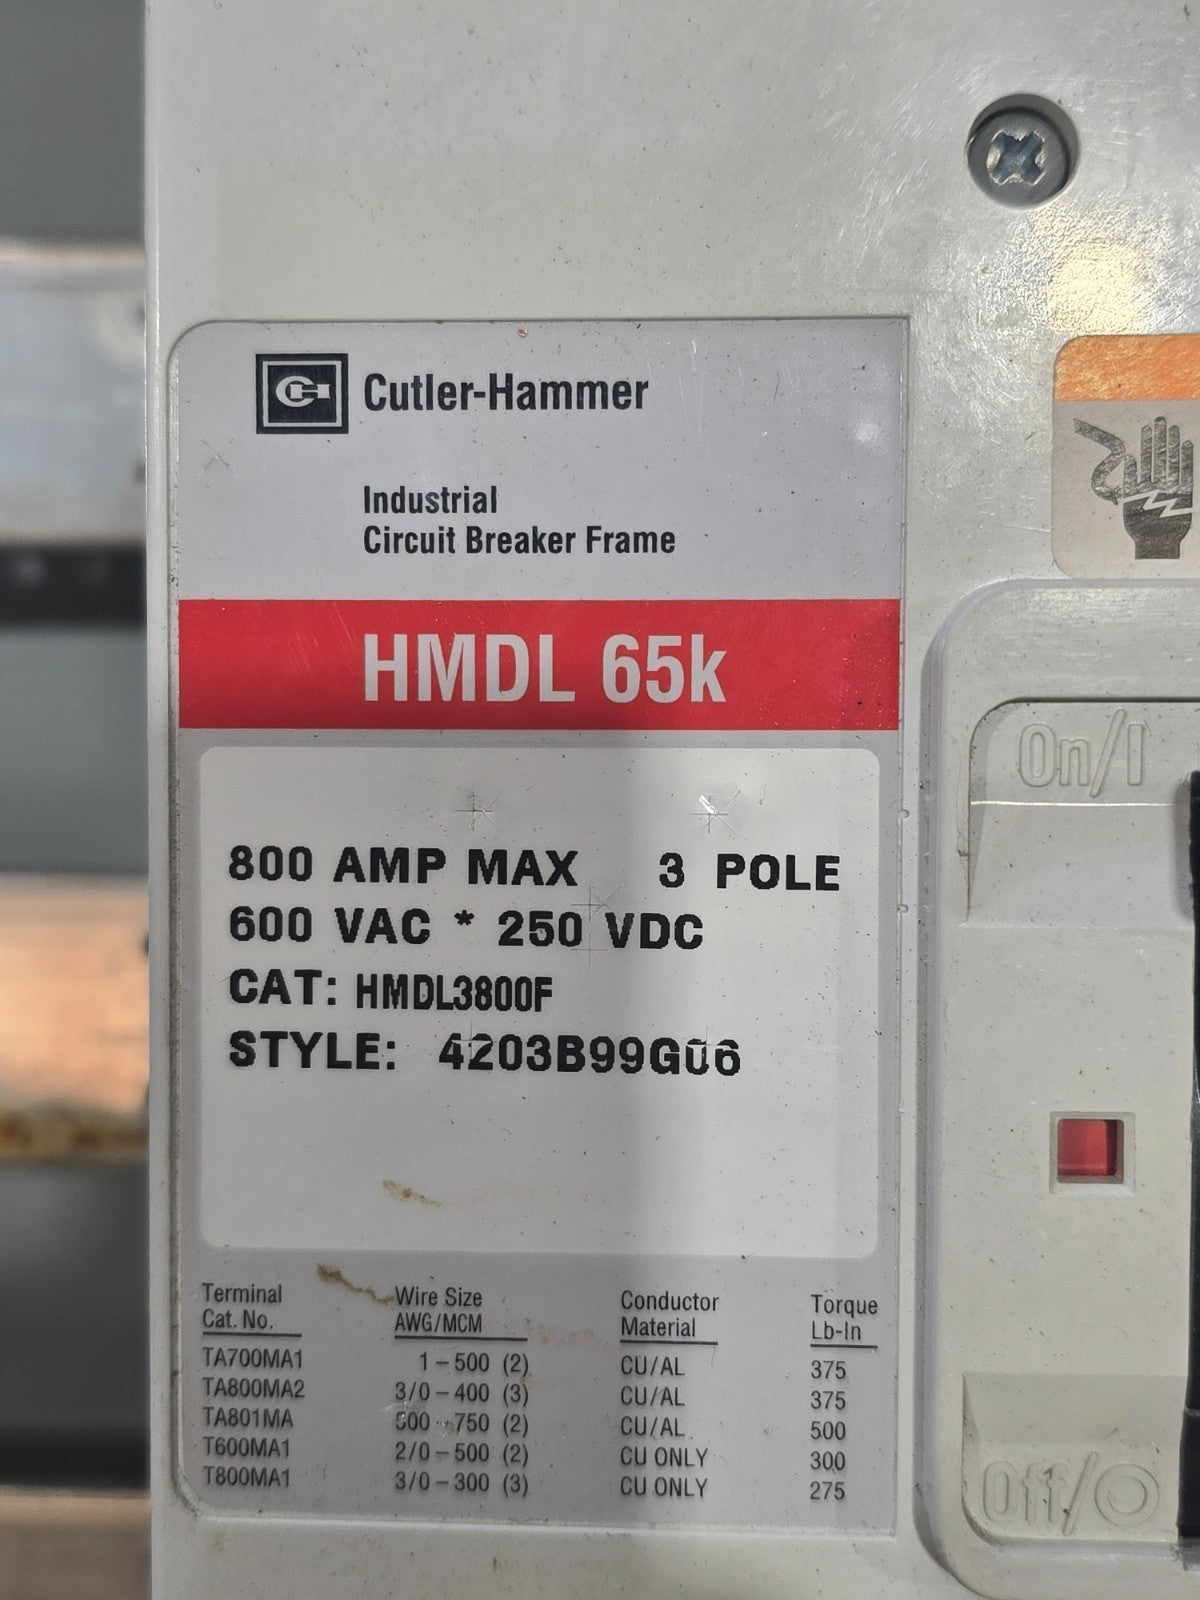 CH Cutler-Hammer
Industrial
Circuit Breaker Frame
HMDL 65k
800 AMP MAX 3 POLE
600 VAC * 250 VDC
CAT: HMDL3800F
STYLE: 4203B99G06
Terminal Cat. No. Wire Size AWG/MCM Conductor Material Torque Lb-In
TA700MA1 1-500 (2) CU/AL 375
TA800MA2 3/0-400 (3) CU/AL 375
TA801MA 500-750 (2) CU/AL 500
T600MA1 2/0-500 (2) CU ONLY 300
T800MA1 3/0-300 (3) CU ONLY 275
On/I
Off/O